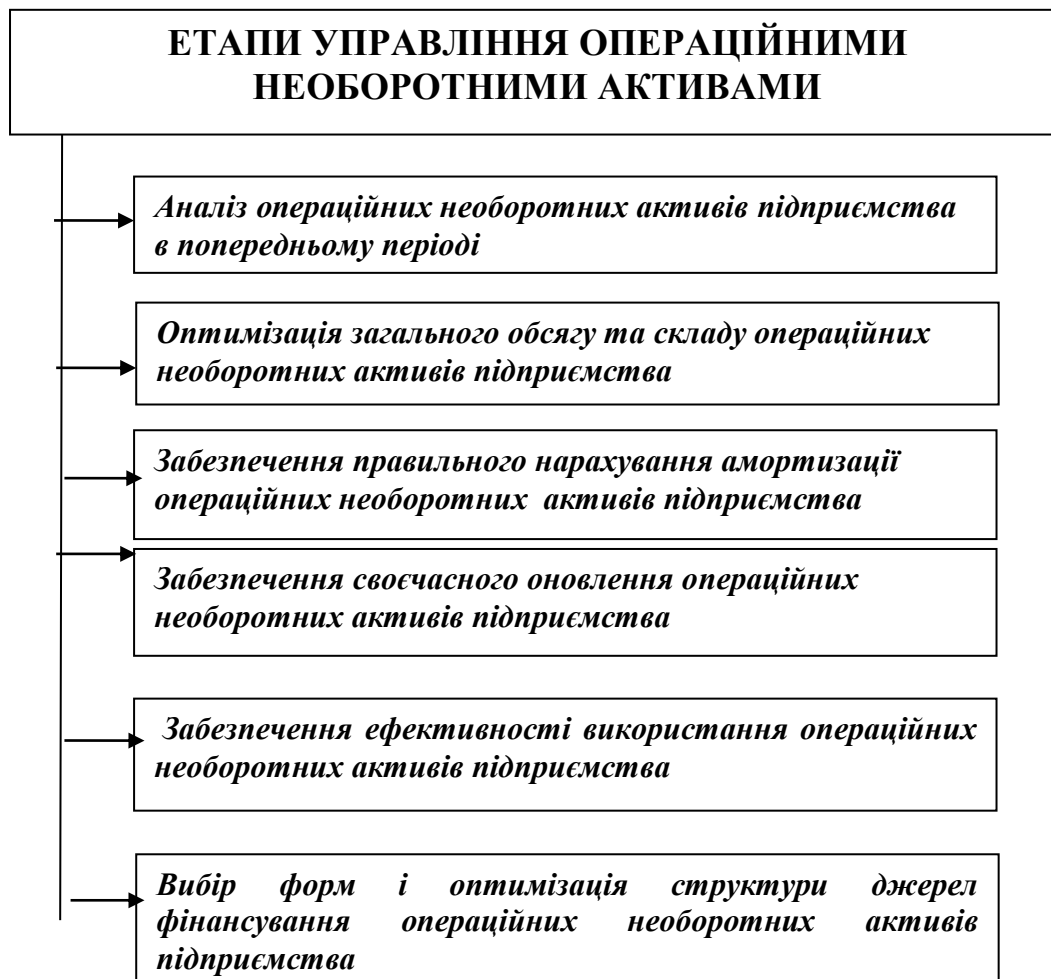 ЕТАПИ УПРАВЛІННЯ ОПЕРАЦІЙНИМИ
НЕОБОРОТНИМИ АКТИВАМИ
Аналіз операційних необоротних активів підприємства
в попередньому періоді
Оптимізація загального обсягу та складу операційних
необоротних активів підприємства
Забезпечення правильного нарахування амортизації
операційних необоротних активів підприємства
Забезпечення своєчасного оновлення операційних
необоротних активів підприємства
Забезпечення ефективності використання операційних
необоротних активів підприємства
Вибір форм і оптимізація структури джерел
фінансування операційних необоротних активів
підприємства